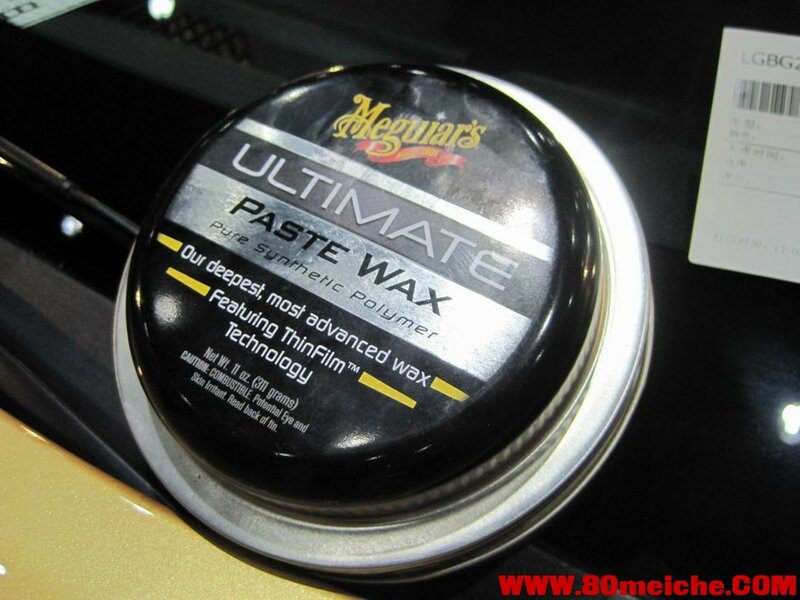 Meguiar's
ULTIMATE
PASTE WAX
Pure Synthetic Polymer
Our deepest, most advanced wax
Featuring ThinFilm™
Technology
Net Wt. 11 oz. (311 grams)
CAUTION: COMBUSTIBLE. Potential Eye and
Skin Irritant. Read back of tin.
LGBG2
WWW.80MEICHE.COM